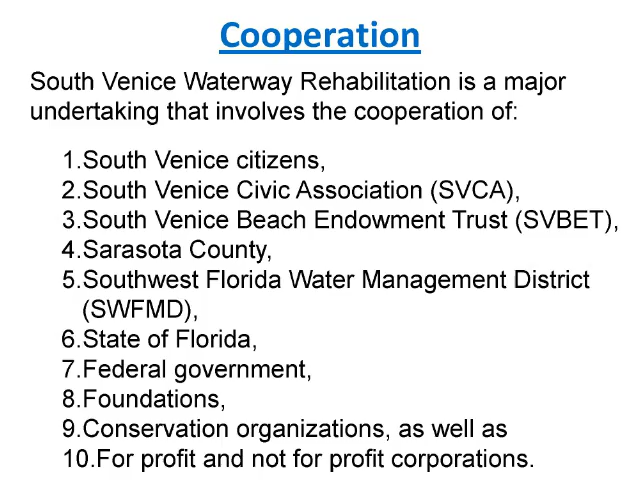 Cooperation
South Venice Waterway Rehabilitation is a major
undertaking that involves the cooperation of:
1.South Venice citizens,
2.South Venice Civic Association (SVCA),
3.South Venice Beach Endowment Trust (SVBET),
4.Sarasota County,
5.Southwest Florida Water Management District
(SWFMD),
6.State of Florida,
7.Federal government,
8.Foundations,
9.Conservation organizations, as well as
10.For profit and not for profit corporations.